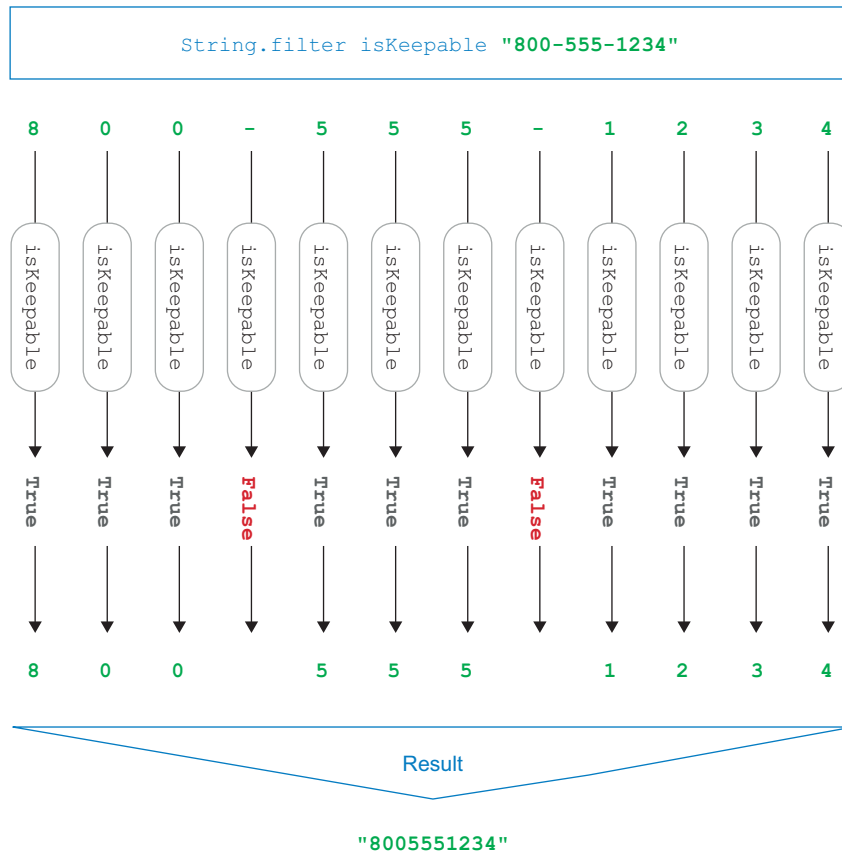 String.filter isKeepable "800-555-1234"
8 0 0 - 5 5 5 - 1 2 3 4
isKeepable isKeepable isKeepable isKeepable isKeepable isKeepable isKeepable isKeepable isKeepable isKeepable isKeepable isKeepable
True True True False True True True False True True True True
8 0 0 5 5 5 1 2 3 4
Result
"8005551234"